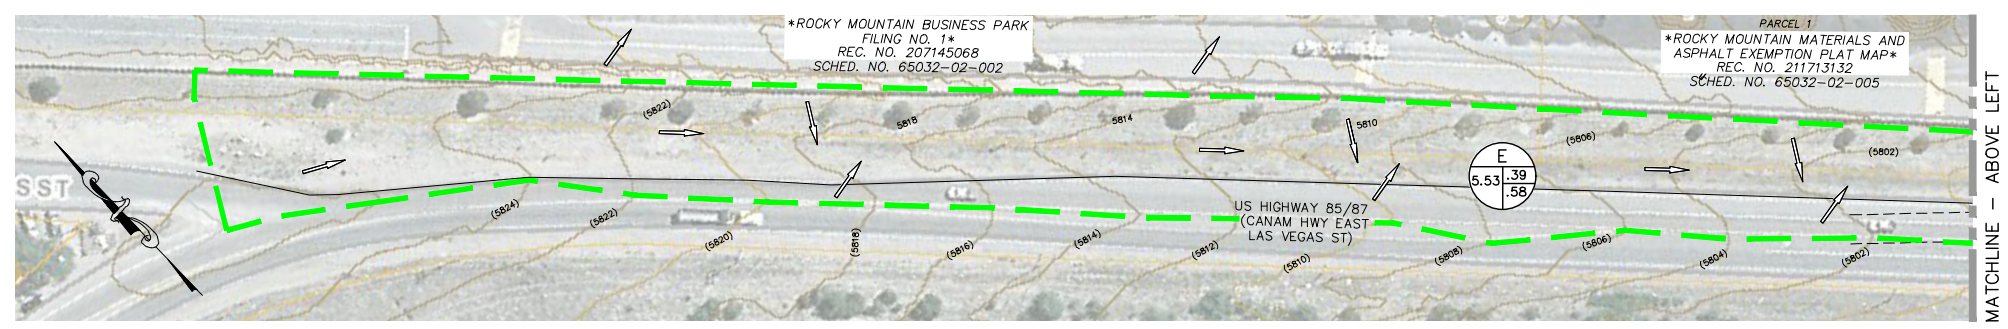 *ROCKY MOUNTAIN BUSINESS PARK
FILING NO. 1*
REC. NO. 207145068
SCHED. NO. 65032-02-002
PARCEL 1
*ROCKY MOUNTAIN MATERIALS AND
ASPHALT EXEMPTION PLAT MAP*
REC. NO. 211713132
SCHED. NO. 65032-02-005
(5822)
5818
5814
5810
(5806)
(5802)
SST
E
5.53
.39
.58
US HIGHWAY 85/87
(CANAM HWY EAST
LAS VEGAS ST)
(5824)
(5822)
(5820)
(5818)
(5816)
(5814)
(5812)
(5810)
(5808)
(5806)
(5804)
(5802)
MATCHLINE - ABOVE LEFT